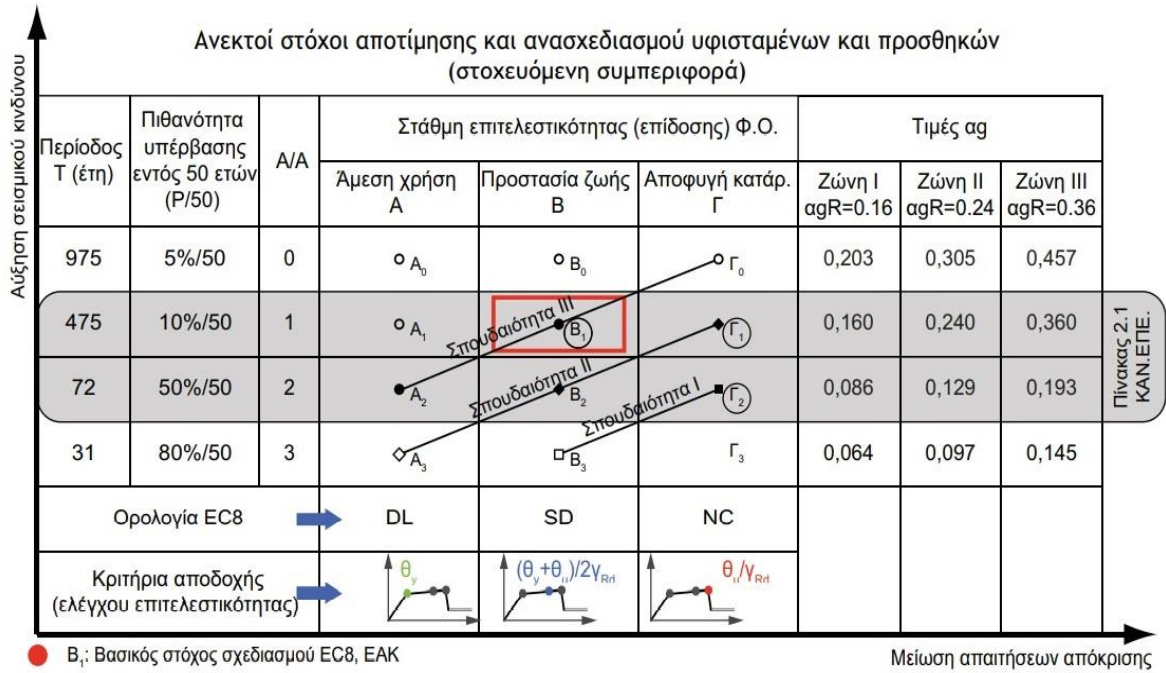 Ανεκτοί στόχοι αποτίμησης και ανασχεδιασμού υφισταμένων και προσθηκών
(στοχευόμενη συμπεριφορά)
Αύξηση σεισμικού κινδύνου
Περίοδος
T (έτη)
Πιθανότητα
υπέρβασης
εντός 50 ετών
(P/50)
A/A
Στάθμη επιτελεστικότητας (επίδοσης) Φ.Ο.
Τιμές αg
Άμεση χρήση
Α
Προστασία ζωής
Β
Αποφυγή κατάρ.
Γ
Ζώνη I
αgR=0.16
Ζώνη II
αgR=0.24
Ζώνη III
αgR=0.36
975 5%/50 0 A₀ B₀ Γ₀ 0,203 0,305 0,457
475 10%/50 1 A₁ B₁ Γ₁ 0,160 0,240 0,360
72 50%/50 2 A₂ B₂ Γ₂ 0,086 0,129 0,193
31 80%/50 3 A₃ B₃ Γ₃ 0,064 0,097 0,145
Σπουδαιότητα III
Σπουδαιότητα II
Σπουδαιότητα I
Πίνακας 2.1
ΚΑΝ.ΕΠΕ.
Ορολογία EC8 DL SD NC
Κριτήρια αποδοχής
(ελέγχου επιτελεστικότητας)
θy
(θy+θu)/2γRd
θu/γRd
B₁: Βασικός στόχος σχεδιασμού EC8, ΕΑΚ
Μείωση απαιτήσεων απόκρισης